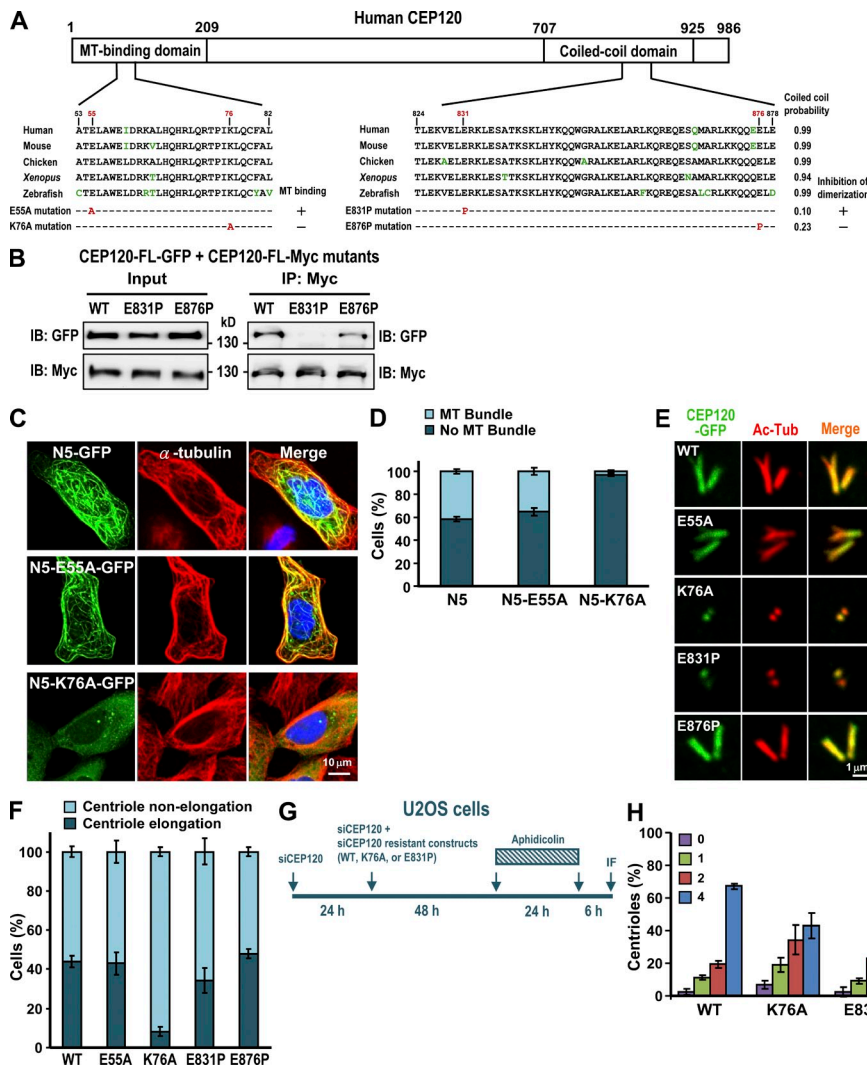 A
Human CEP120
1 209 707 925 986
MT-binding domain Coiled-coil domain
Coiled coil probability
53 55 76 82 824 831 876 878
Human ATELAWEIDRKALHQHRLQRTPIKLQCFAL Human TLEKVELERKLESATKSKLHYKQQWGRALKELARLKQREQESQMARLKKQQEELE 0.99
Mouse ATELAWEIDRKVLHQHRLQRTPIKLQCFAL Mouse TLEKVELERKLESATKSKLHYKQQWGRALKELARLKQREQESQMARLKKQQEELE 0.99
Chicken ATELAWELDRKALHQHRLQRTPIKLQCFAL Chicken TLEKAELERKLESATKSKLHYKQQWARALKELARLKQREQESAMARLKKQQQELE 0.99
Xenopus ATELAWELDRKTLHQHRLQRTPIKLQCFAL Xenopus TLEKVELERKLESTTKSKLHYKQQWGRALKELARLKQREQENAMARLKKQQQELE 0.94
Zebrafish CTELAWELDRRTLHQHRLQRTPIKLQCYAV MT binding Zebrafish TLEKVELERKLESATKSKLHYKQQWGRALKELARFKQREQESALCRLKKQQQELD 0.99 Inhibition of dimerization
E55A mutation --A--------------------------- + E831P mutation -------P----------------------------------------------- 0.10 +
K76A mutation -----------------------A------ − E876P mutation ----------------------------------------------------P-- 0.23 −
B
CEP120-FL-GFP + CEP120-FL-Myc mutants
Input IP: Myc
WT E831P E876P kD WT E831P E876P
IB: GFP 130 IB: GFP
IB: Myc 130 IB: Myc
C
N5-GFP α-tubulin Merge
N5-E55A-GFP
N5-K76A-GFP
10 μm
D
MT Bundle
No MT Bundle
Cells (%)
100
80
60
40
20
0
N5 N5-E55A N5-K76A
E
CEP120-GFP Ac-Tub Merge
WT
E55A
K76A
E831P
E876P
1 μm
F
Centriole non-elongation
Centriole elongation
Cells (%)
100
80
60
40
20
0
WT E55A K76A E831P E876P
G
U2OS cells
siCEP120 +
siCEP120 resistant constructs
(WT, K76A, or E831P)
siCEP120 Aphidicolin IF
24 h 48 h 24 h 6 h
H
Centrioles (%)
100
80
60
40
20
0
0
1
2
4
WT K76A E83